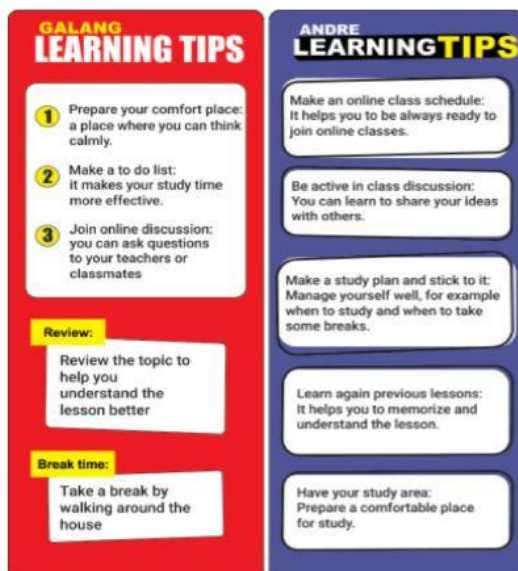 GALANG
LEARNING TIPS
1 Prepare your comfort place:
a place where you can think
calmly.
2 Make a to do list:
it makes your study time
more effective.
3 Join online discussion:
you can ask questions
to your teachers or
classmates
Review:
Review the topic to
help you
understand the
lesson better
Break time:
Take a break by
walking around the
house
ANDRE
LEARNING TIPS
Make an online class schedule:
It helps you to be always ready to
join online classes.
Be active in class discussion:
You can learn to share your ideas
with others.
Make a study plan and stick to it:
Manage yourself well, for example
when to study and when to take
some breaks.
Learn again previous lessons:
It helps you to memorize and
understand the lesson.
Have your study area:
Prepare a comfortable place
for study.